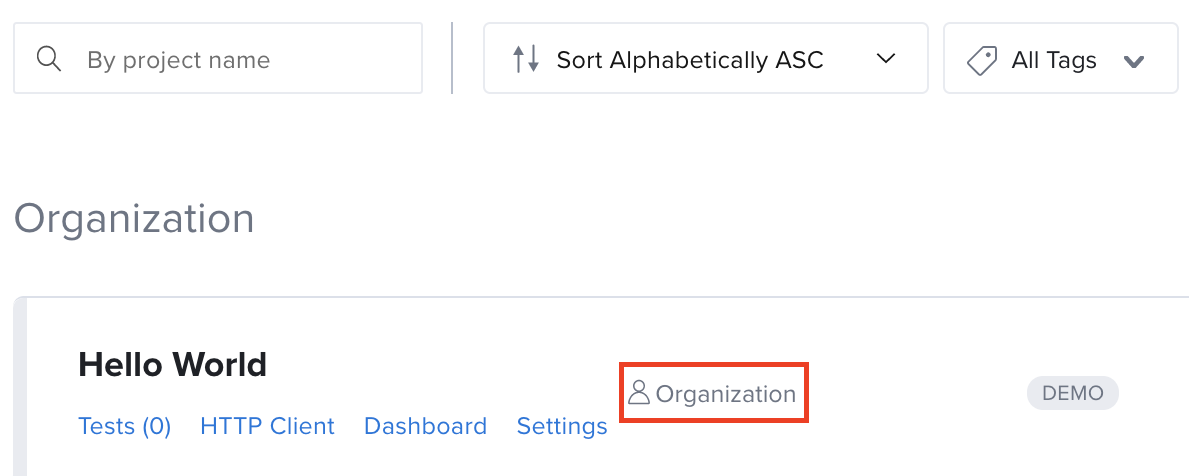 By project name
Sort Alphabetically ASC
All Tags
Organization
Hello World
Organization
DEMO
Tests (0) HTTP Client Dashboard Settings